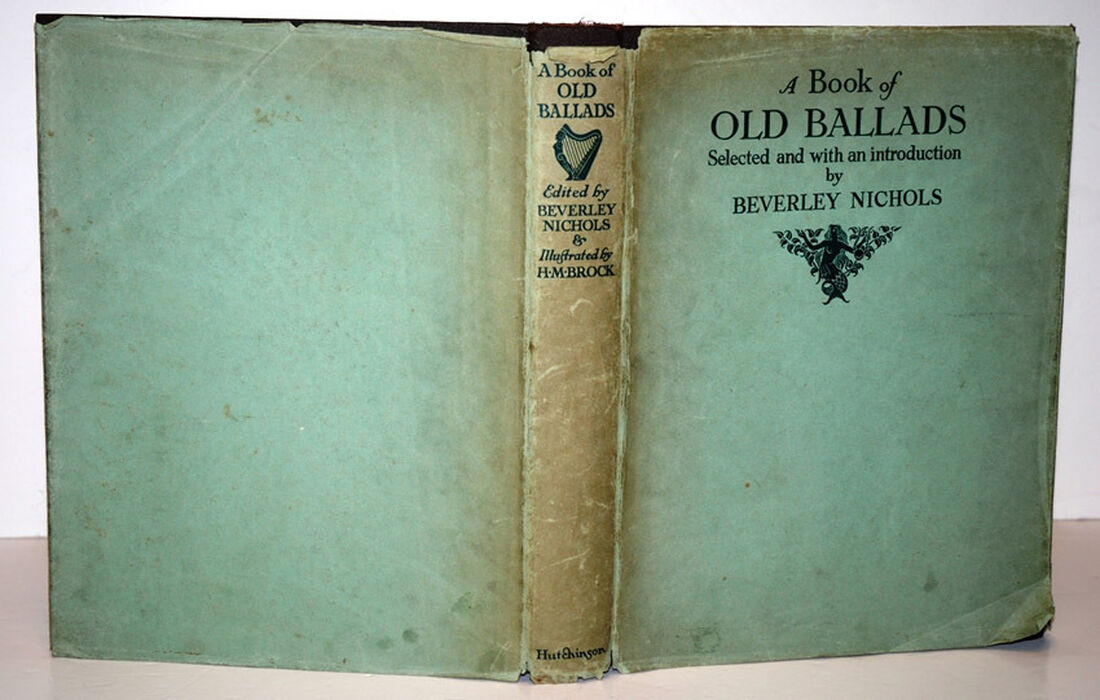 A Book of
OLD
BALLADS
Edited by
BEVERLEY
NICHOLS
&
Illustrated by
H·M·BROCK
Hutchinson
A Book of
OLD BALLADS
Selected and with an introduction
by
BEVERLEY NICHOLS